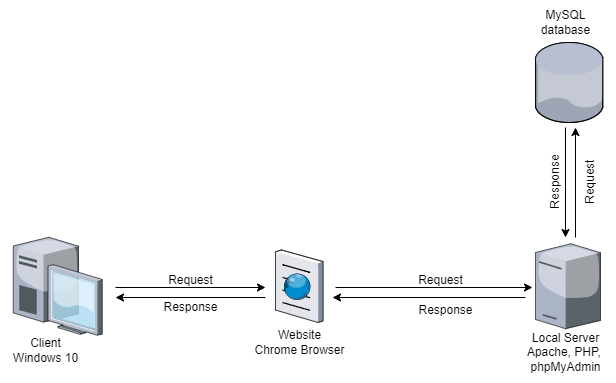 MySQL
database
Response
Request
Request
Response
Request
Response
Client
Windows 10
Website
Chrome Browser
Local Server
Apache, PHP,
phpMyAdmin